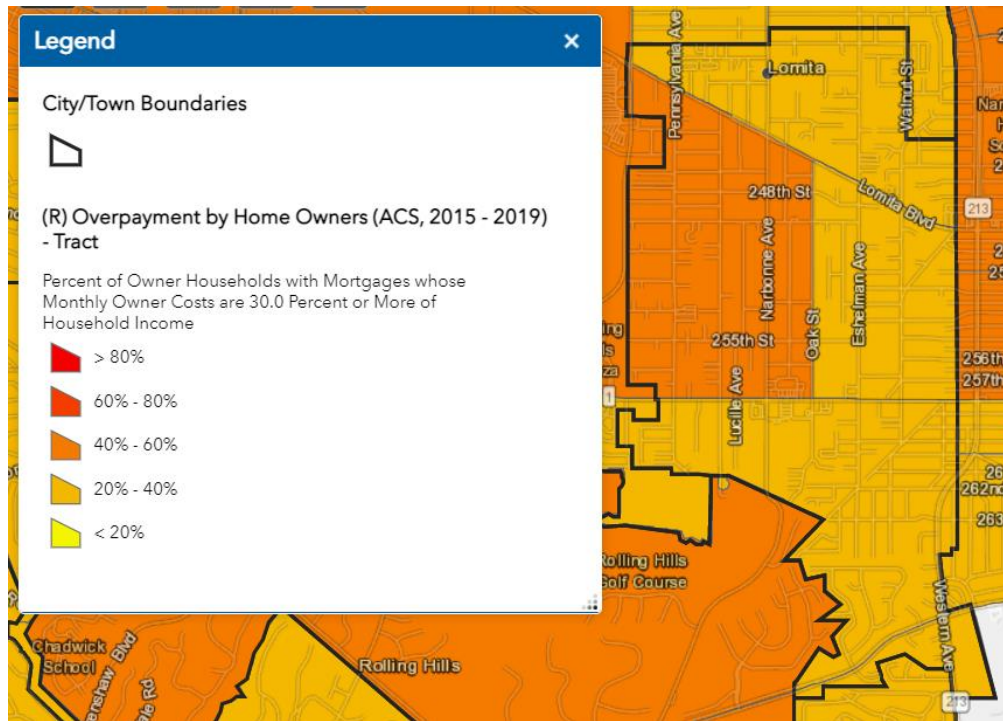 Legend
City/Town Boundaries
(R) Overpayment by Home Owners (ACS, 2015 - 2019)
- Tract
Percent of Owner Households with Mortgages whose
Monthly Owner Costs are 30.0 Percent or More of
Household Income
> 80%
60% - 80%
40% - 60%
20% - 40%
< 20%
Pennsylvania Ave
Lomita
Walnut St
Lomita Blvd
213
248th St
Narbonne Ave
Eshelman Ave
Oak St
255th St
256th
257th
1
Lucille Ave
262nd
263
Rolling Hills
Golf Course
Western Ave
213
Chadwick
School
Rolling Hills